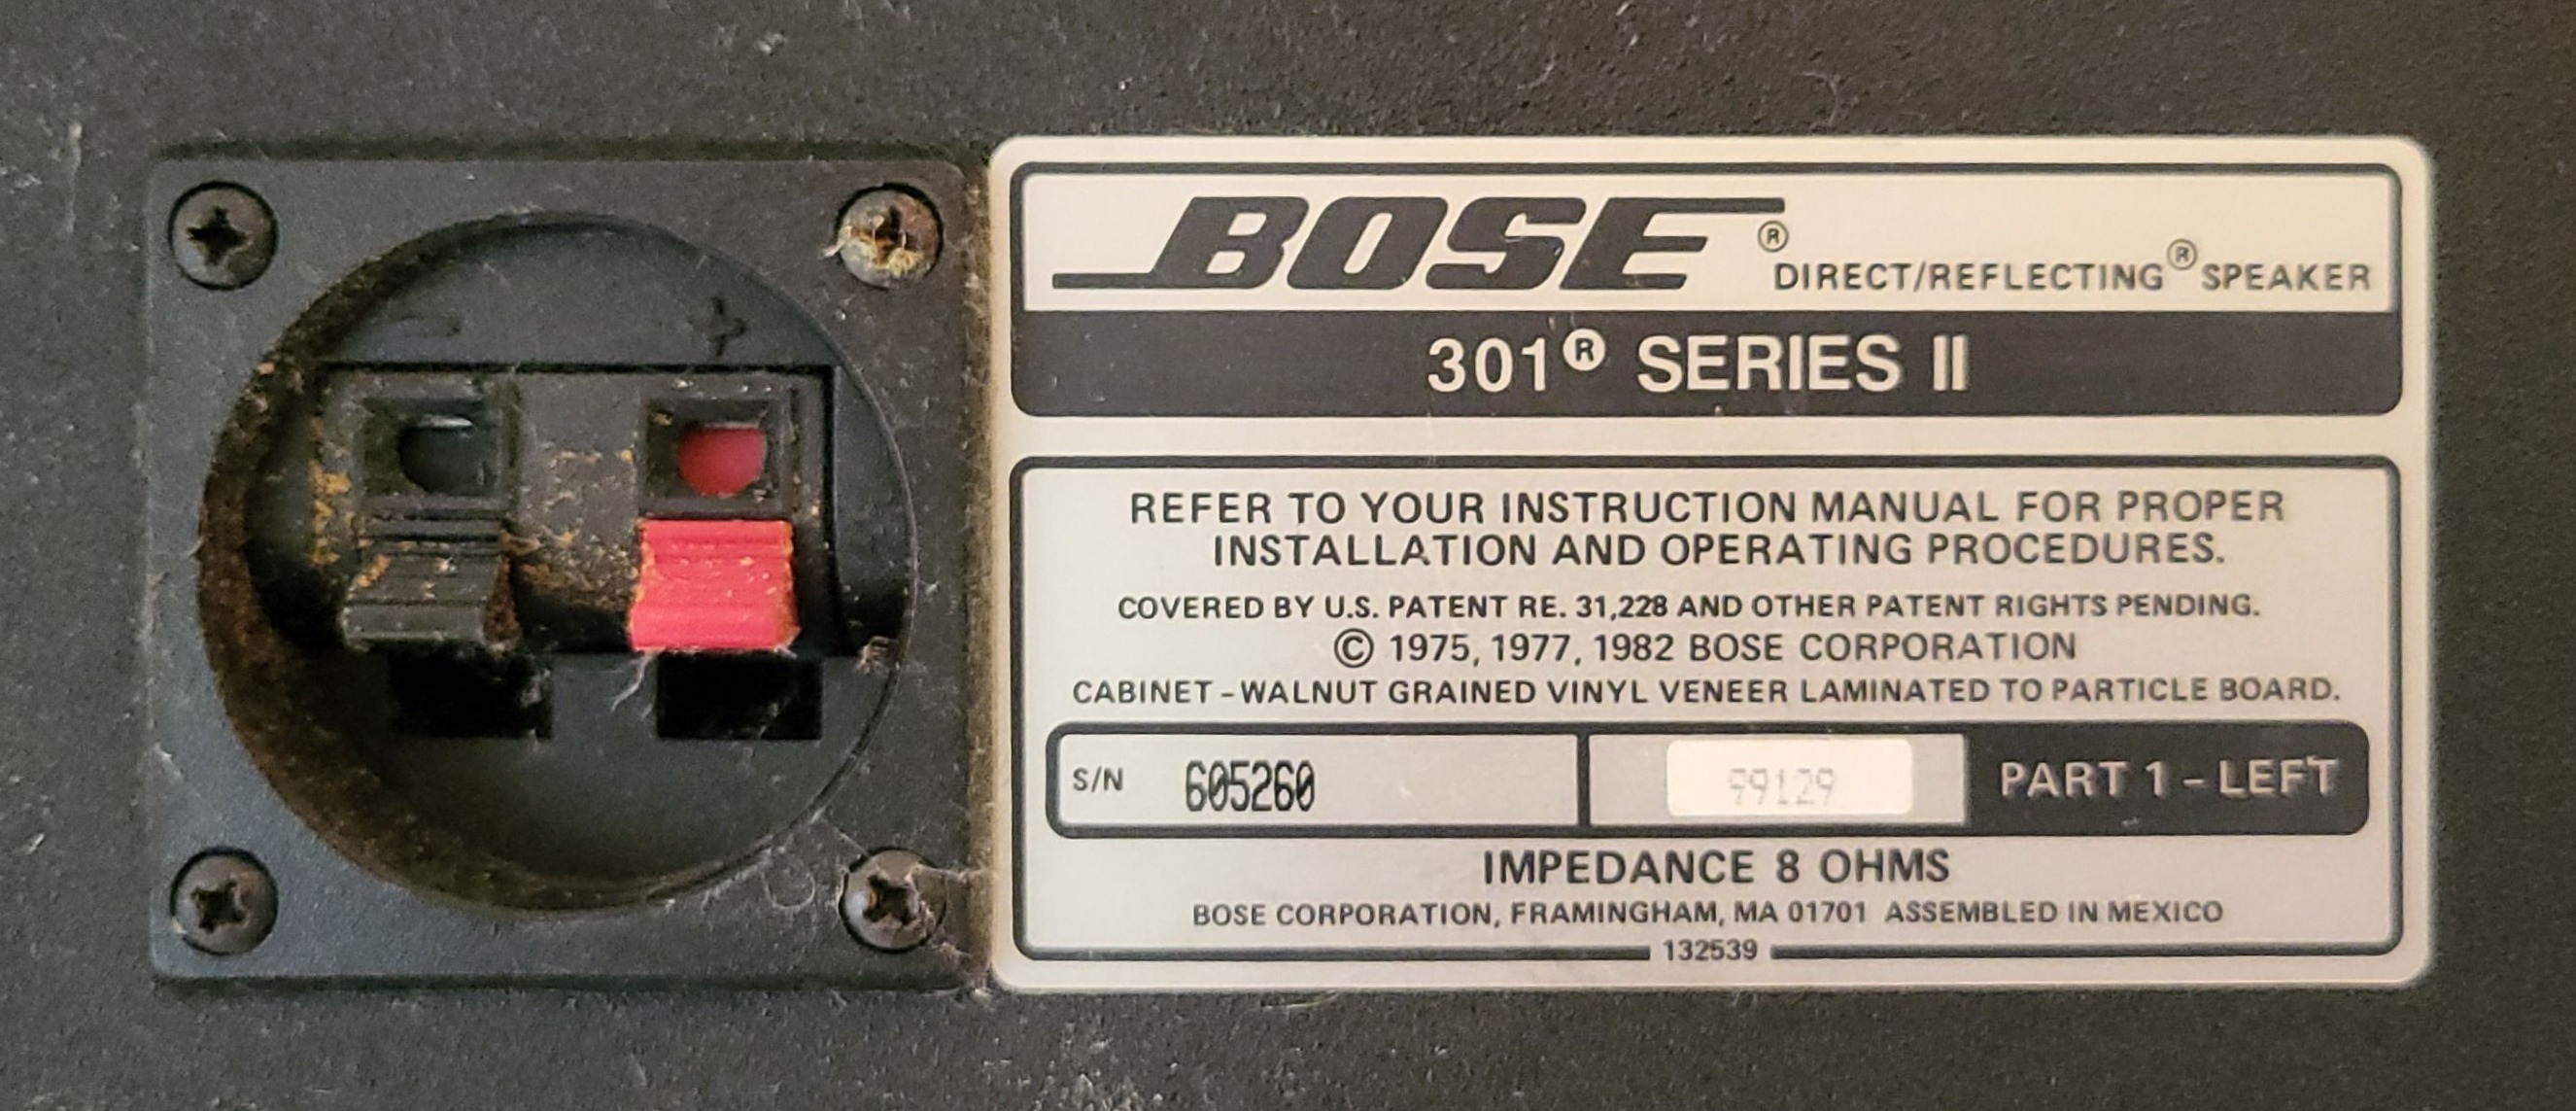 - +
BOSE® DIRECT/REFLECTING® SPEAKER
301® SERIES II
REFER TO YOUR INSTRUCTION MANUAL FOR PROPER
INSTALLATION AND OPERATING PROCEDURES.
COVERED BY U.S. PATENT RE. 31,228 AND OTHER PATENT RIGHTS PENDING.
© 1975, 1977, 1982 BOSE CORPORATION
CABINET - WALNUT GRAINED VINYL VENEER LAMINATED TO PARTICLE BOARD.
S/N 605260 99129 PART 1 - LEFT
IMPEDANCE 8 OHMS
BOSE CORPORATION, FRAMINGHAM, MA 01701 ASSEMBLED IN MEXICO
132539